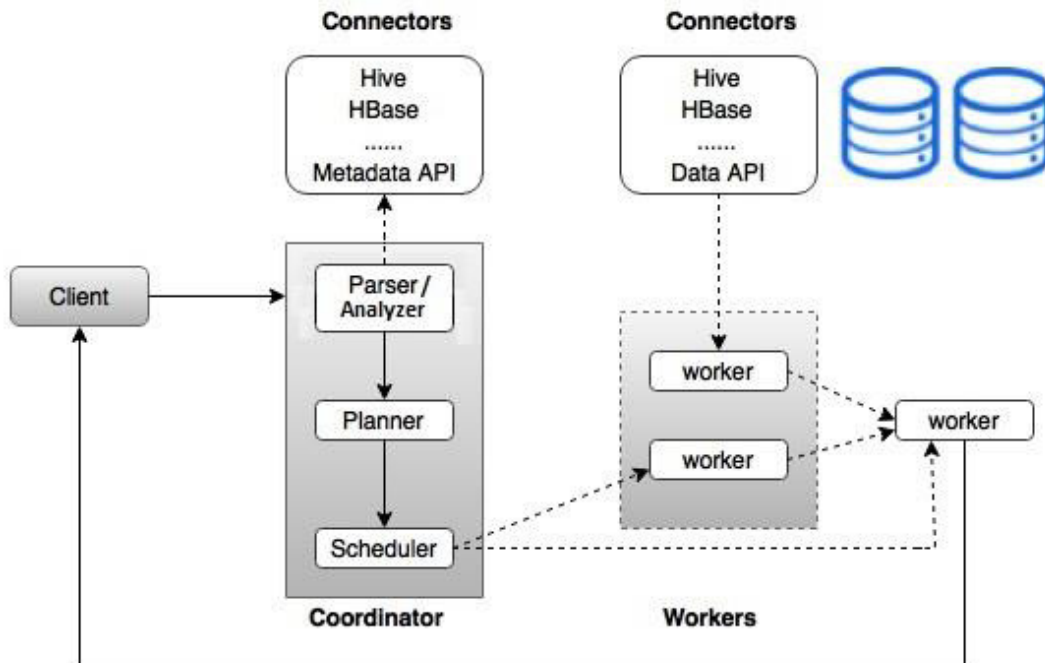 Connectors
Connectors
Hive
HBase
......
Metadata API
Hive
HBase
......
Data API
Client
Parser/
Analyzer
Planner
Scheduler
Coordinator
worker
worker
worker
Workers